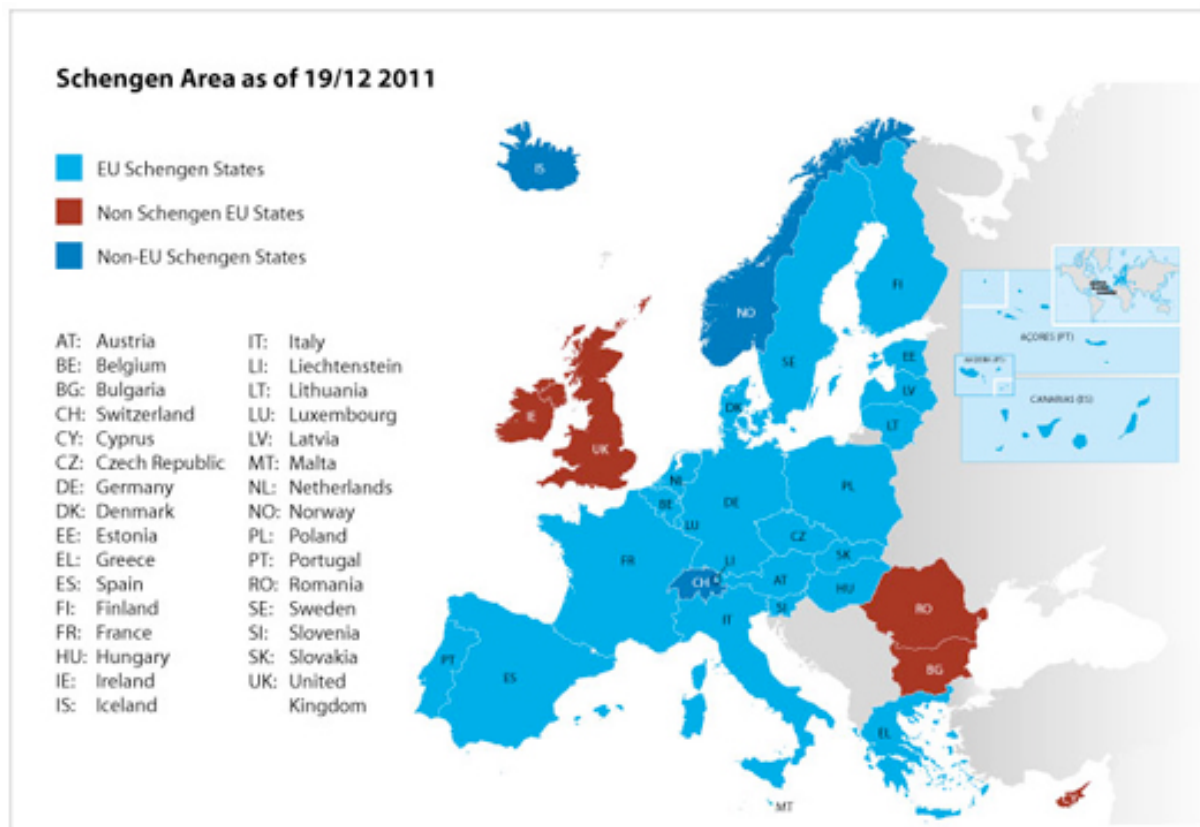 Schengen Area as of 19/12 2011
EU Schengen States
Non Schengen EU States
Non-EU Schengen States
AT: Austria
BE: Belgium
BG: Bulgaria
CH: Switzerland
CY: Cyprus
CZ: Czech Republic
DE: Germany
DK: Denmark
EE: Estonia
EL: Greece
ES: Spain
FI: Finland
FR: France
HU: Hungary
IE: Ireland
IS: Iceland
IT: Italy
LI: Liechtenstein
LT: Lithuania
LU: Luxembourg
LV: Latvia
MT: Malta
NL: Netherlands
NO: Norway
PL: Poland
PT: Portugal
RO: Romania
SE: Sweden
SI: Slovenia
SK: Slovakia
UK: United
Kingdom
IS
FI
NO
SE
EE
LV
LT
DK
IE
UK
NL
BE
DE
PL
LU
CZ
SK
FR
LI
CH
AT
HU
SI
IT
RO
BG
PT
ES
EL
MT
AÇORES (PT)
CANARIAS (ES)